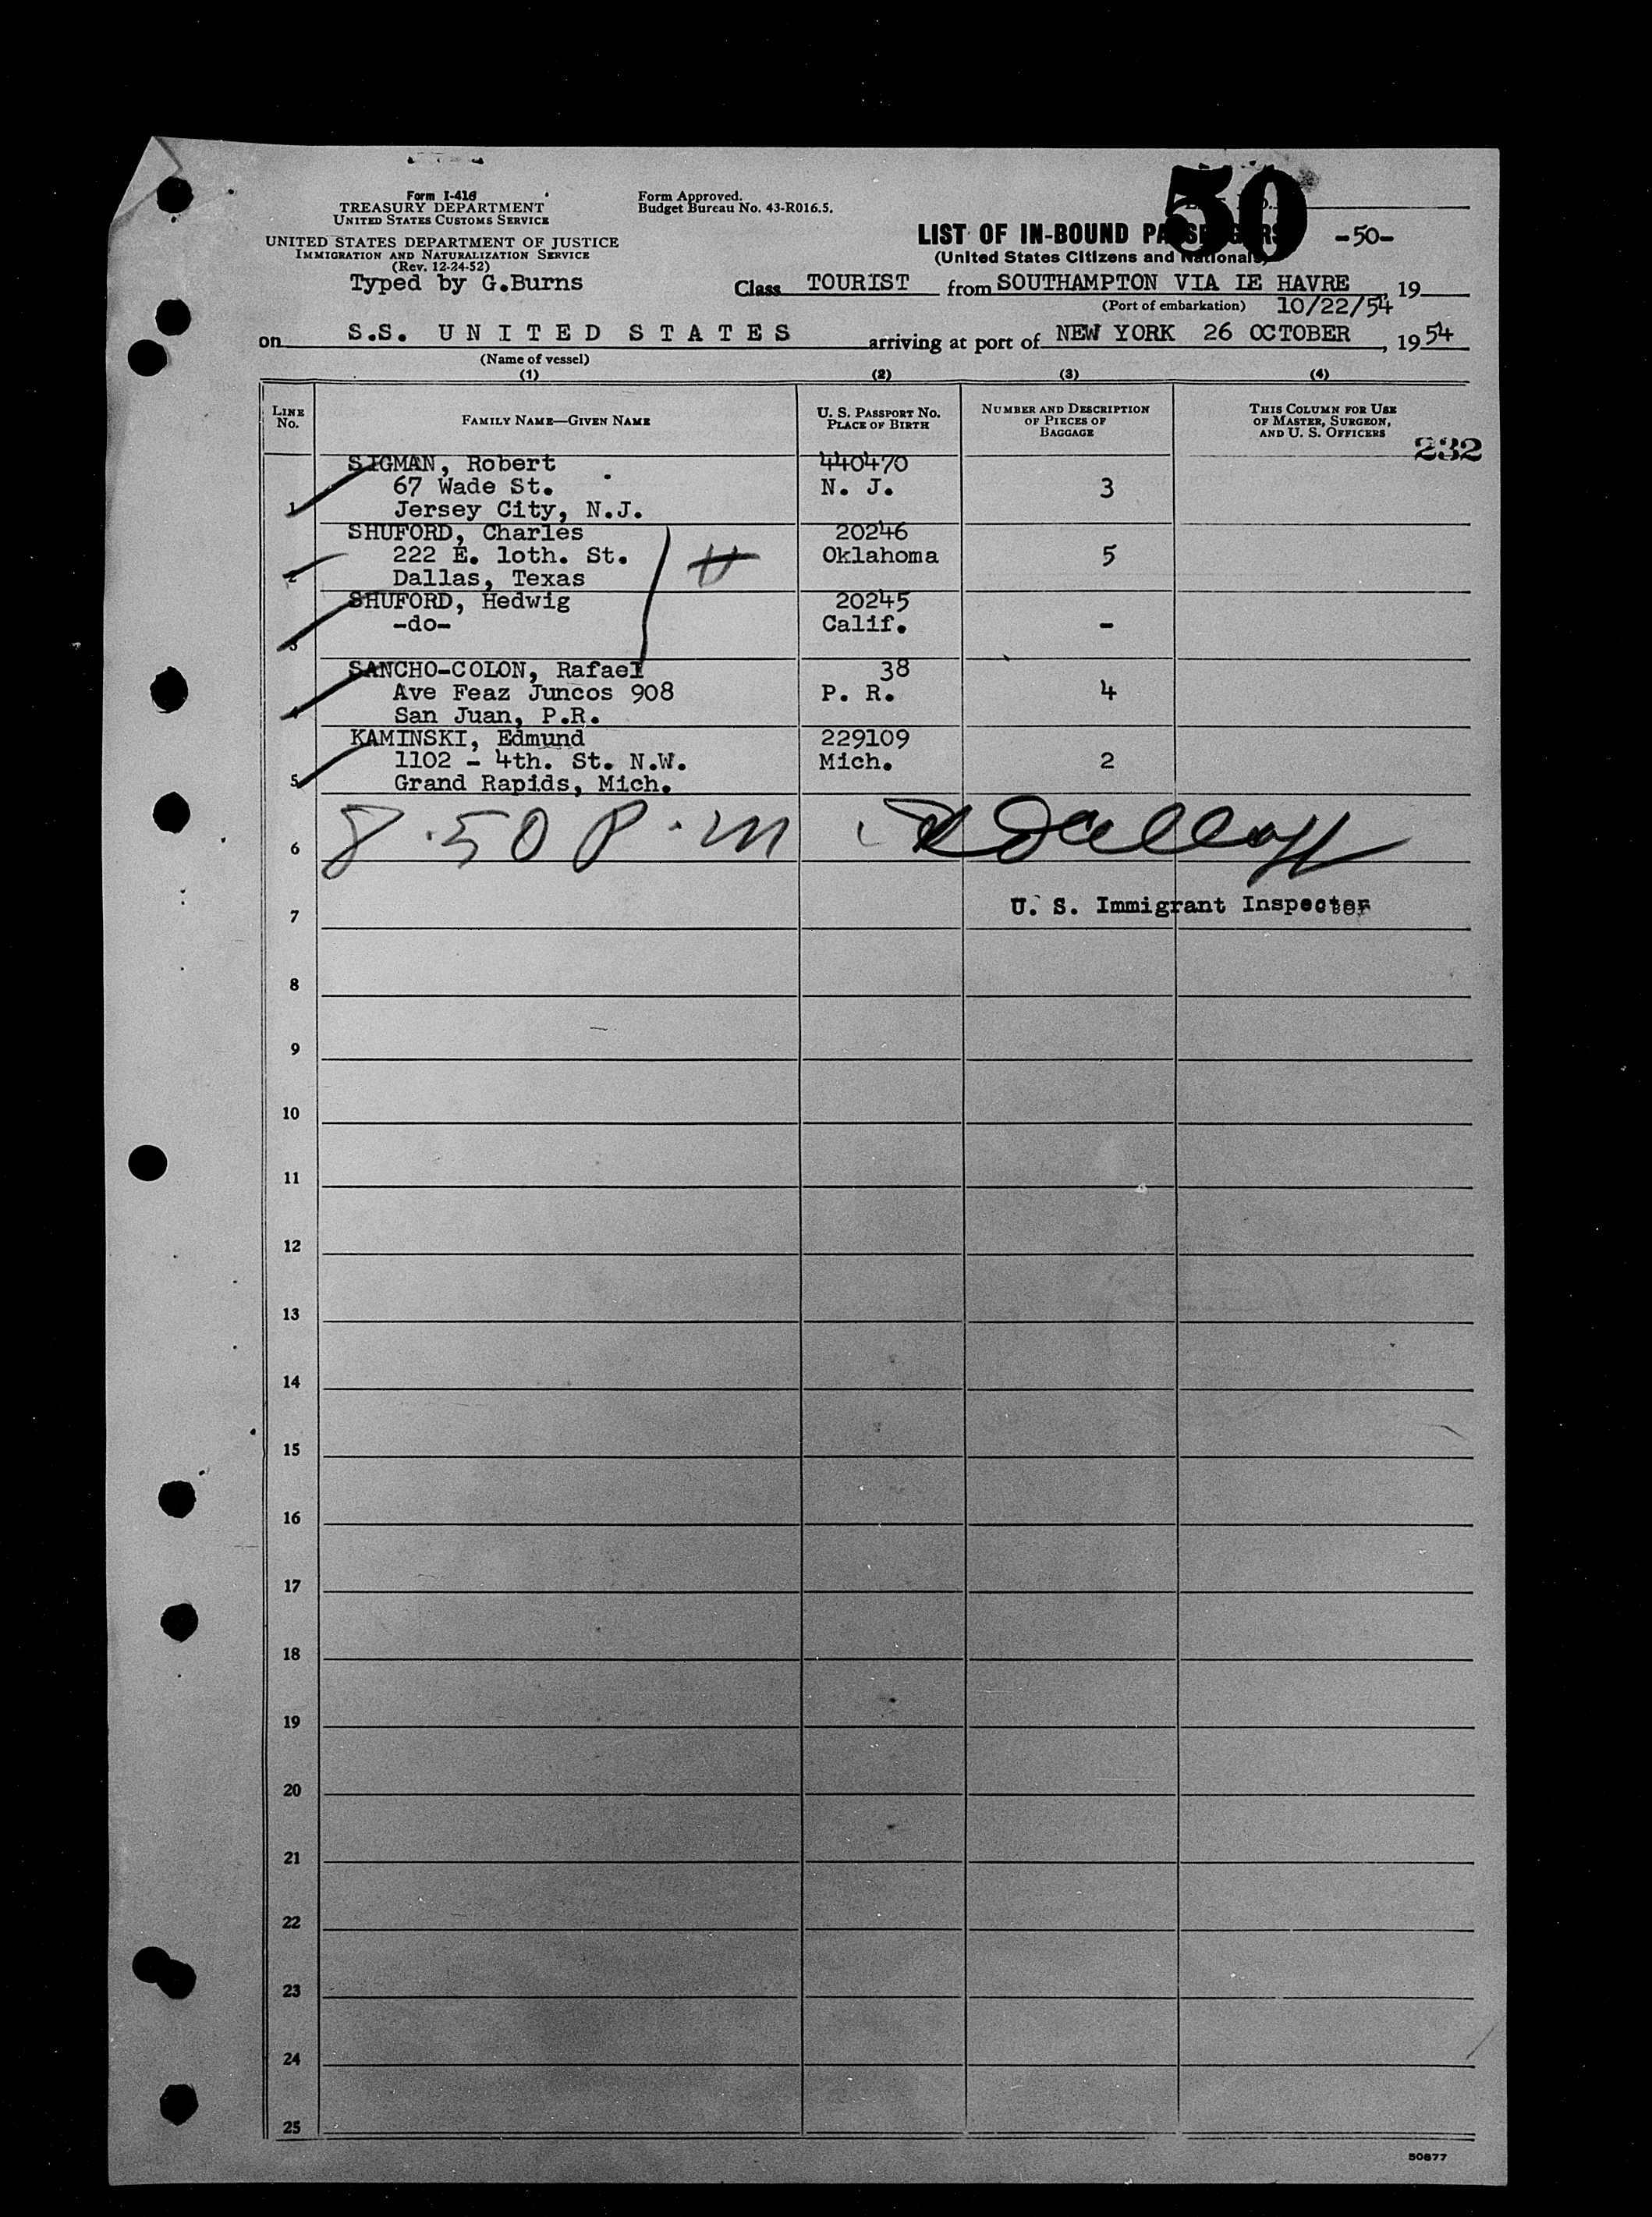 50
Form I-416
TREASURY DEPARTMENT
UNITED STATES CUSTOMS SERVICE
UNITED STATES DEPARTMENT OF JUSTICE
IMMIGRATION AND NATURALIZATION SERVICE
(Rev. 12-24-52)
Typed by G.Burns
Form Approved.
Budget Bureau No. 43-R016.5.
LIST OF IN-BOUND PASSENGERS -50-
(United States Citizens and Nationals)
Class TOURIST from SOUTHAMPTON VIA LE HAVRE, 19
(Port of embarkation) 10/22/54
on S.S. UNITED STATES arriving at port of NEW YORK 26 OCTOBER, 1954
(Name of vessel)
(1) (2) (3) (4)
LINE No. FAMILY NAME—GIVEN NAME U. S. PASSPORT No. PLACE OF BIRTH NUMBER AND DESCRIPTION OF PIECES OF BAGGAGE THIS COLUMN FOR USE OF MASTER, SURGEON, AND U. S. OFFICERS
232
SIGMAN, Robert 440470
67 Wade St. N. J. 3
1 Jersey City, N.J.
SHUFORD, Charles 20246
222 E. 1oth. St. Oklahoma 5
2 Dallas, Texas
SHUFORD, Hedwig 20245
-do- Calif. -
3
SANCHO-COLON, Rafael 38
Ave Feaz Juncos 908 P. R. 4
4 San Juan, P.R.
KAMINSKI, Edmund 229109
1102 - 4th. St. N.W. Mich. 2
5 Grand Rapids, Mich.
6 8.50 P.M
7 U. S. Immigrant Inspector
8
9
10
11
12
13
14
15
16
17
18
19
20
21
22
23
24
25
50877